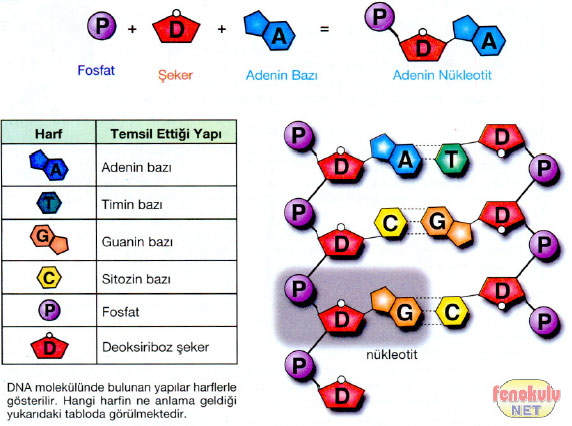 P + D + A = P D A
Fosfat Şeker Adenin Bazı Adenin Nükleotit
Harf Temsil Ettiği Yapı
A Adenin bazı
T Timin bazı
G Guanin bazı
C Sitozin bazı
P Fosfat
D Deoksiriboz şeker
P D A T D P
P D C G D P
P D G C D P
nükleotit
P D
DNA molekülünde bulunan yapılar harflerle
gösterilir. Hangi harfin ne anlama geldiği
yukarıdaki tabloda görülmektedir.
fenokulu
NET